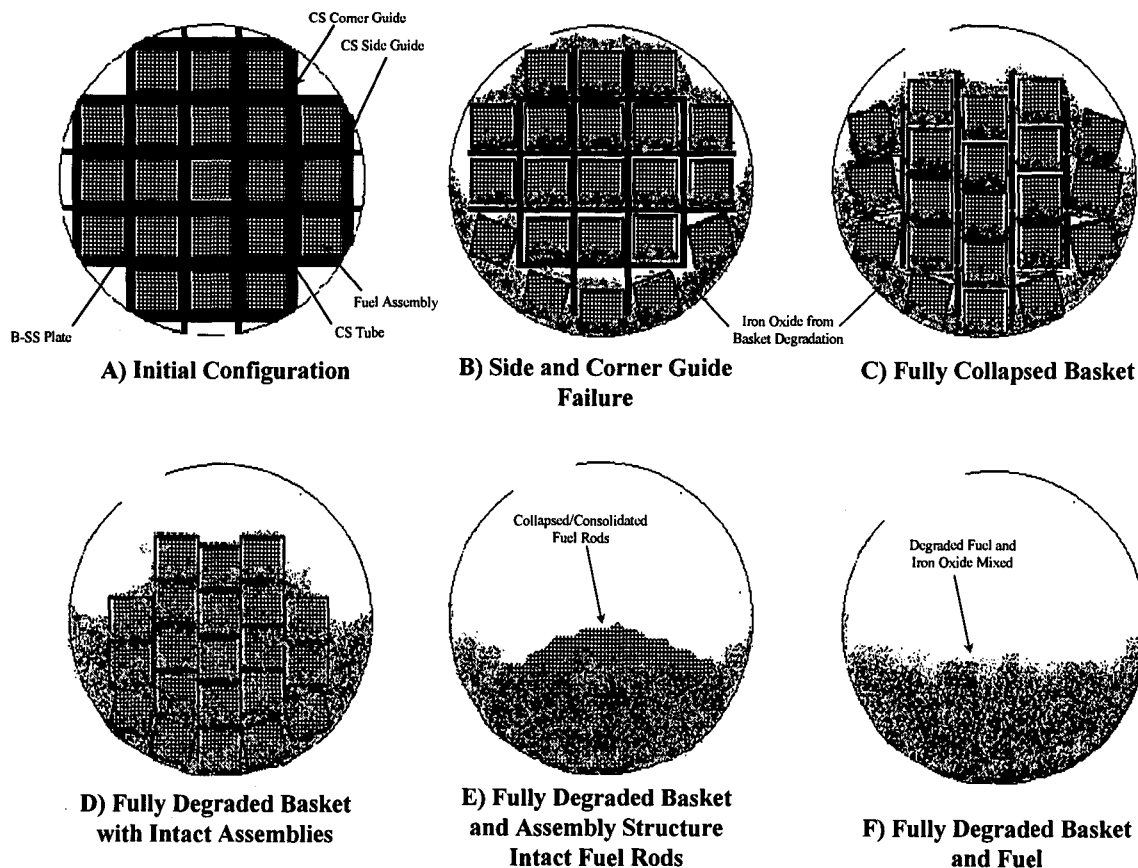 CS Corner Guide
CS Side Guide
Fuel Assembly
B-SS Plate
CS Tube
A) Initial Configuration
Iron Oxide from
Basket Degradation
B) Side and Corner Guide
Failure
C) Fully Collapsed Basket
Collapsed/Consolidated
Fuel Rods
Degraded Fuel and
Iron Oxide Mixed
D) Fully Degraded Basket
with Intact Assemblies
E) Fully Degraded Basket
and Assembly Structure
Intact Fuel Rods
F) Fully Degraded Basket
and Fuel